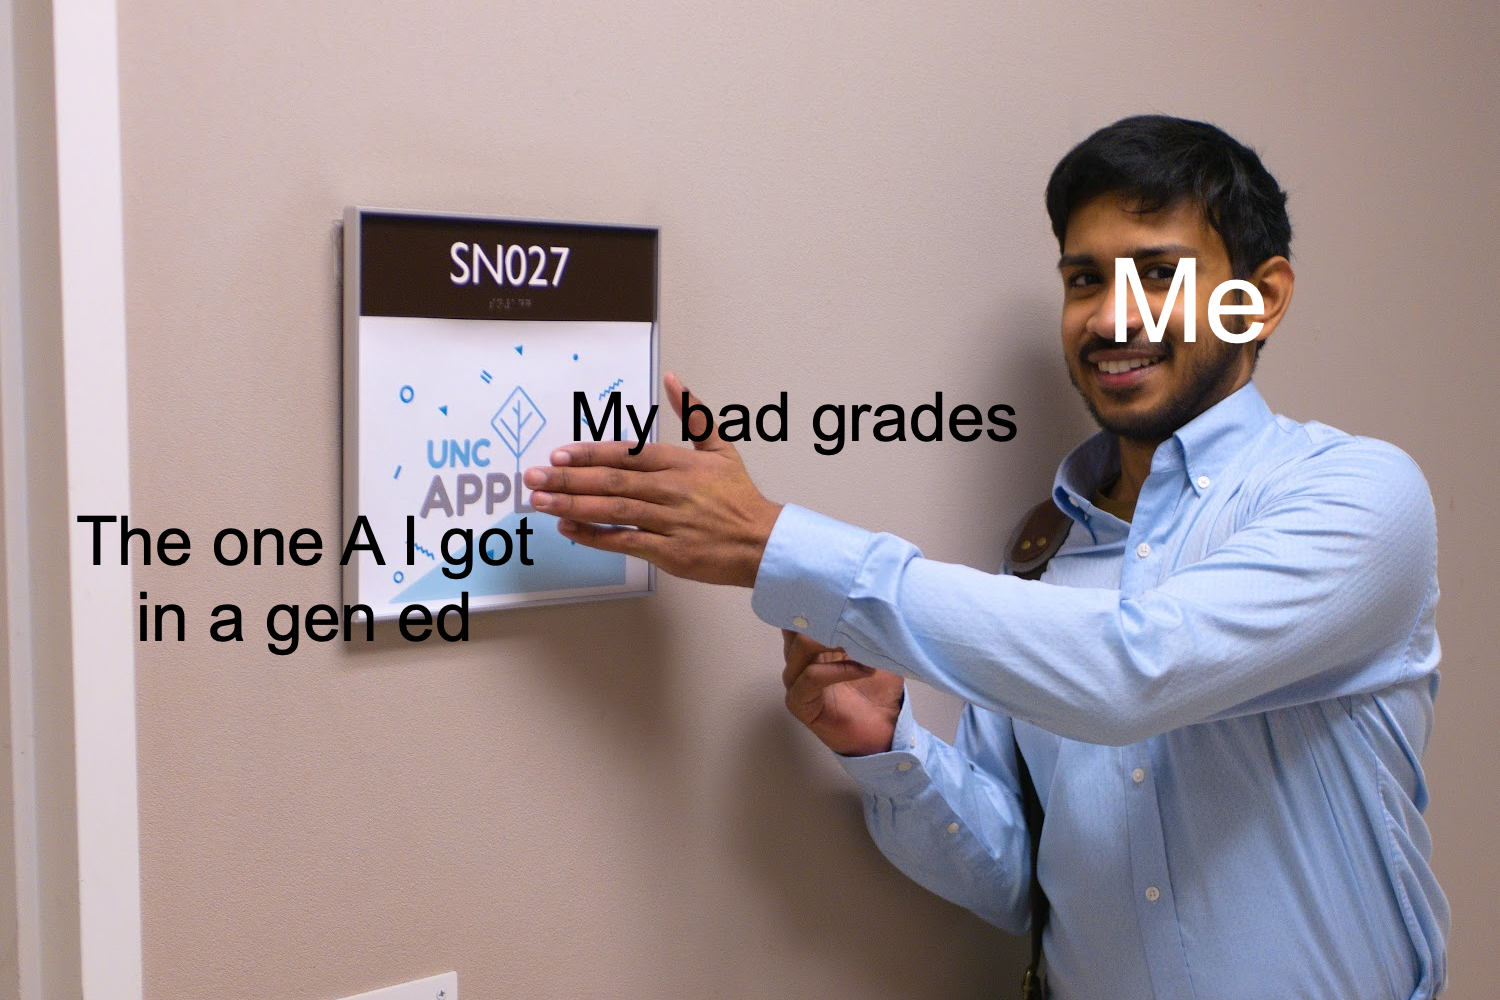 SN027
Me
My bad grades
UNC
APPL
The one A I got
in a gen ed